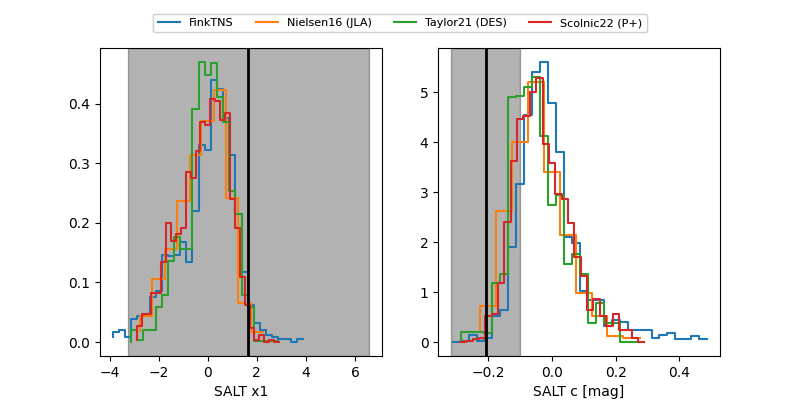 FinkTNS Nielsen16 (JLA) Taylor21 (DES) Scolnic22 (P+)
0.4
0.3
0.2
0.1
0.0
−4 −2 0 2 4 6
SALT x1
5
4
3
2
1
0
−0.2 0.0 0.2 0.4
SALT c [mag]